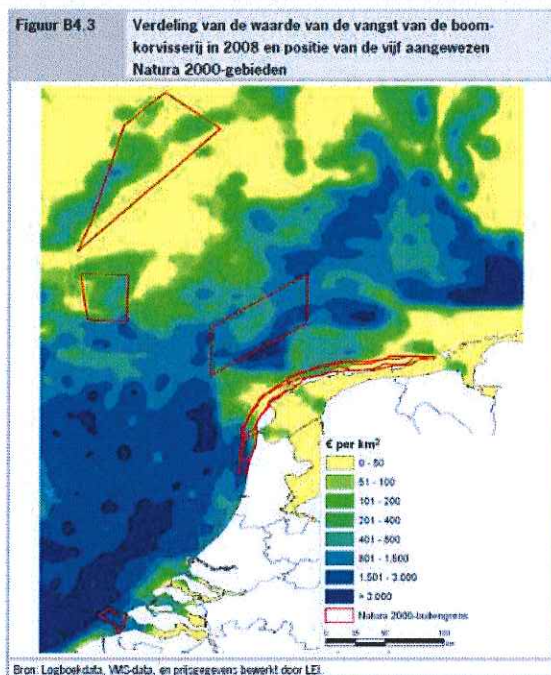 Figuur B4.3
Verdeling van de waarde van de vangst van de boom-
korvisserij in 2008 en positie van de vijf aangewezen
Natura 2000-gebieden
€ per km²
0 - 50
51 - 100
101 - 200
201 - 400
401 - 800
801 - 1.500
1.501 - 3.000
> 3.000
Natura 2000-buitengrens
Bron: Logboekdata, VMS-data, en prijsgegevens bewerkt door LEI.